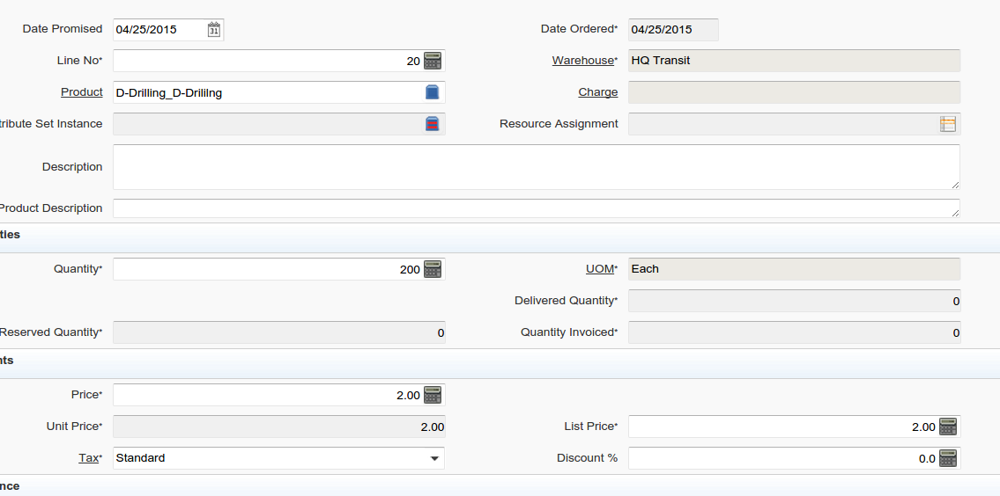 Date Promised 04/25/2015 31 Date Ordered* 04/25/2015
Line No* 20 Warehouse* HQ Transit
Product D-Drilling_D-Drililng Charge
tribute Set Instance Resource Assignment
Description
Product Description
ties
Quantity* 200 UOM* Each
Delivered Quantity* 0
Reserved Quantity* 0 Quantity Invoiced* 0
nts
Price* 2.00
Unit Price* 2.00 List Price* 2.00
Tax* Standard Discount % 0.0
nce